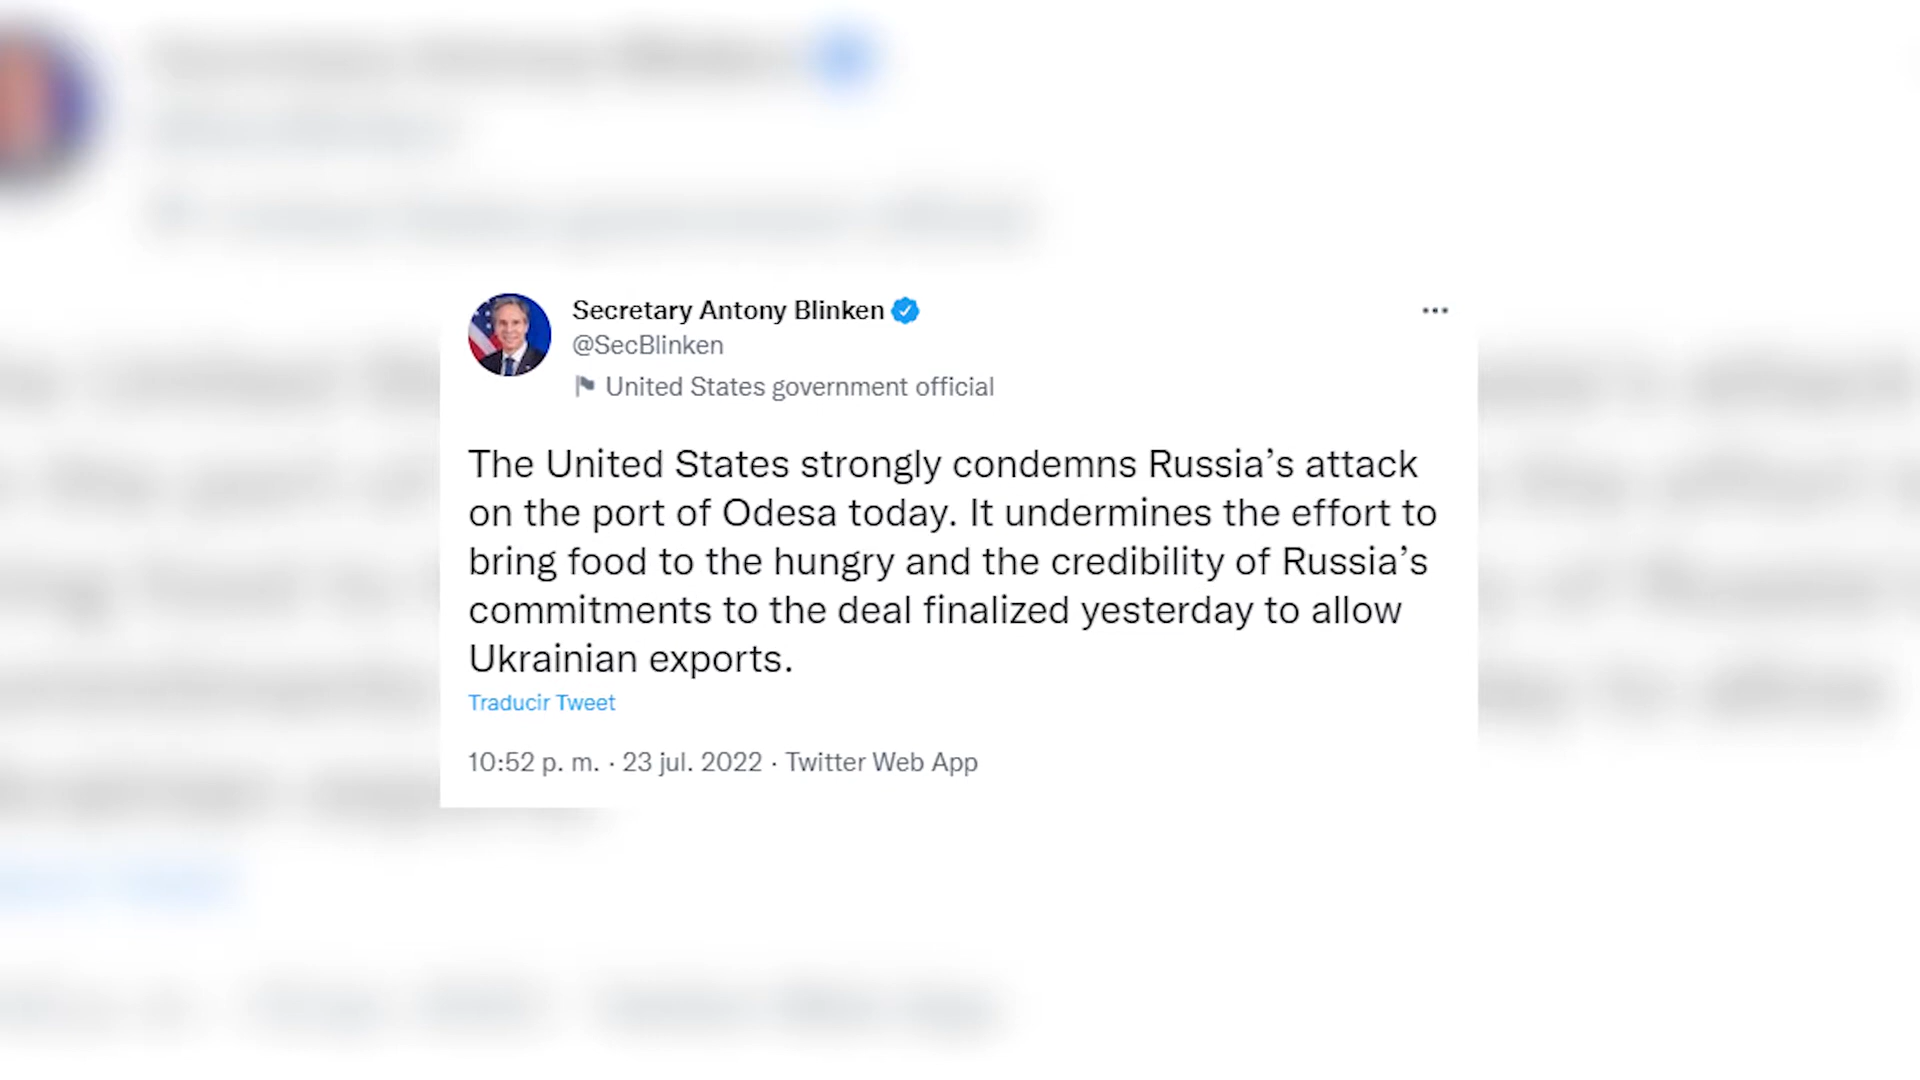 Secretary Antony Blinken
@SecBlinken
United States government official
The United States strongly condemns Russia’s attack
on the port of Odesa today. It undermines the effort to
bring food to the hungry and the credibility of Russia’s
commitments to the deal finalized yesterday to allow
Ukrainian exports.
Traducir Tweet
10:52 p. m. · 23 jul. 2022 · Twitter Web App